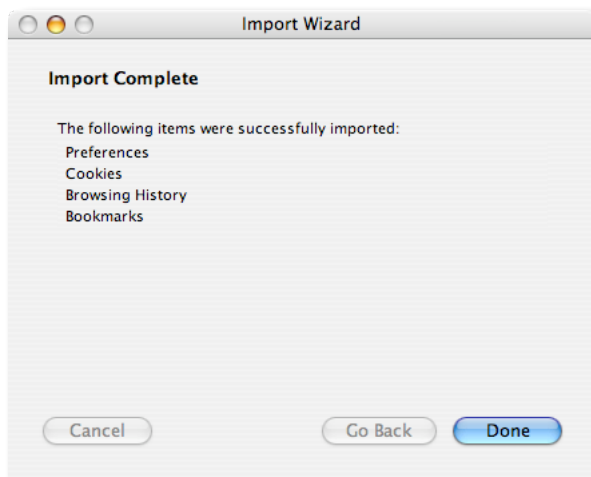 Import Wizard
Import Complete
The following items were successfully imported:
Preferences
Cookies
Browsing History
Bookmarks
Cancel
Go Back
Done